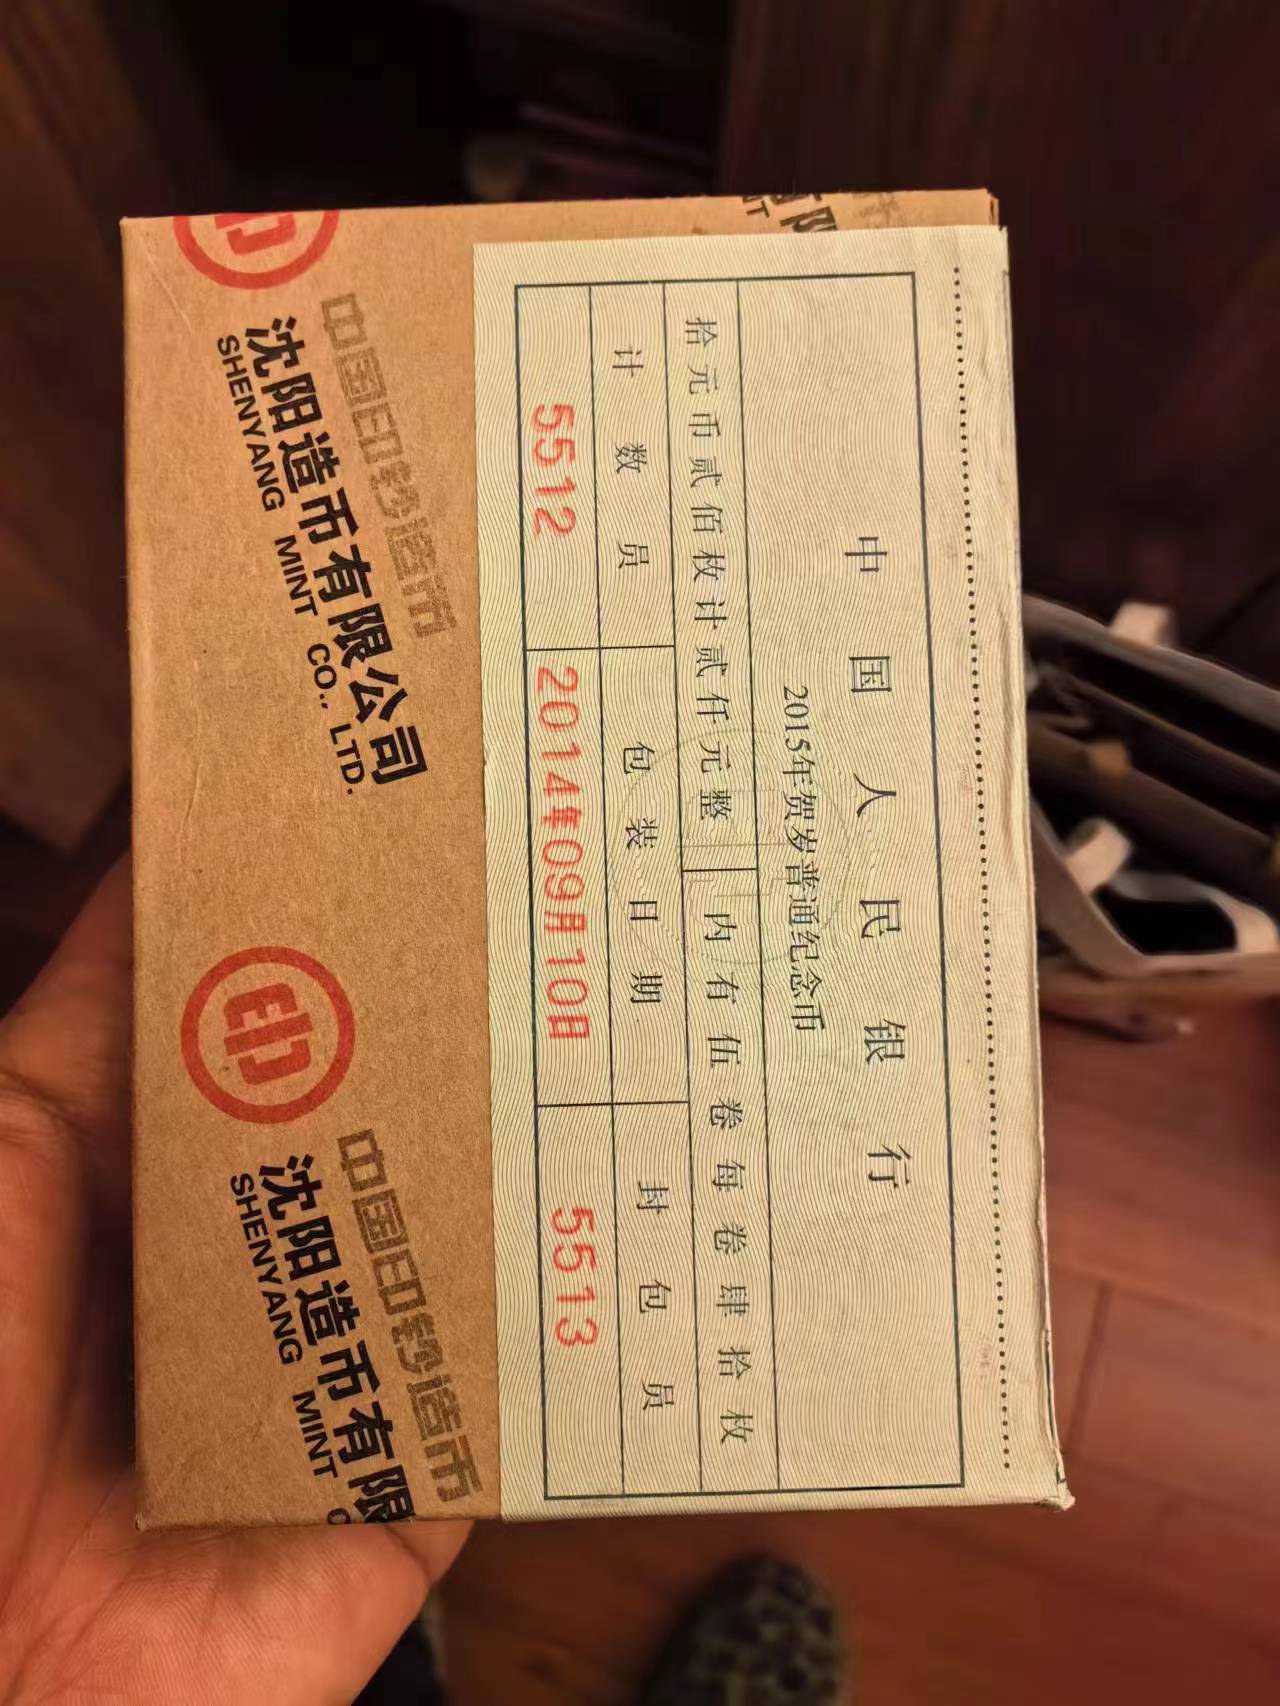 中国人民银行
2015年贺岁普通纪念币
拾元币贰佰枚计贰仟元整 内有伍卷每卷肆拾枚
计数员 包装日期 封包员
5512 2014年09月10日 5513
中国印钞造币
沈阳造币有限公司
SHENYANG MINT CO., LTD.
中国印钞造币
沈阳造币有限
SHENYANG MINT C